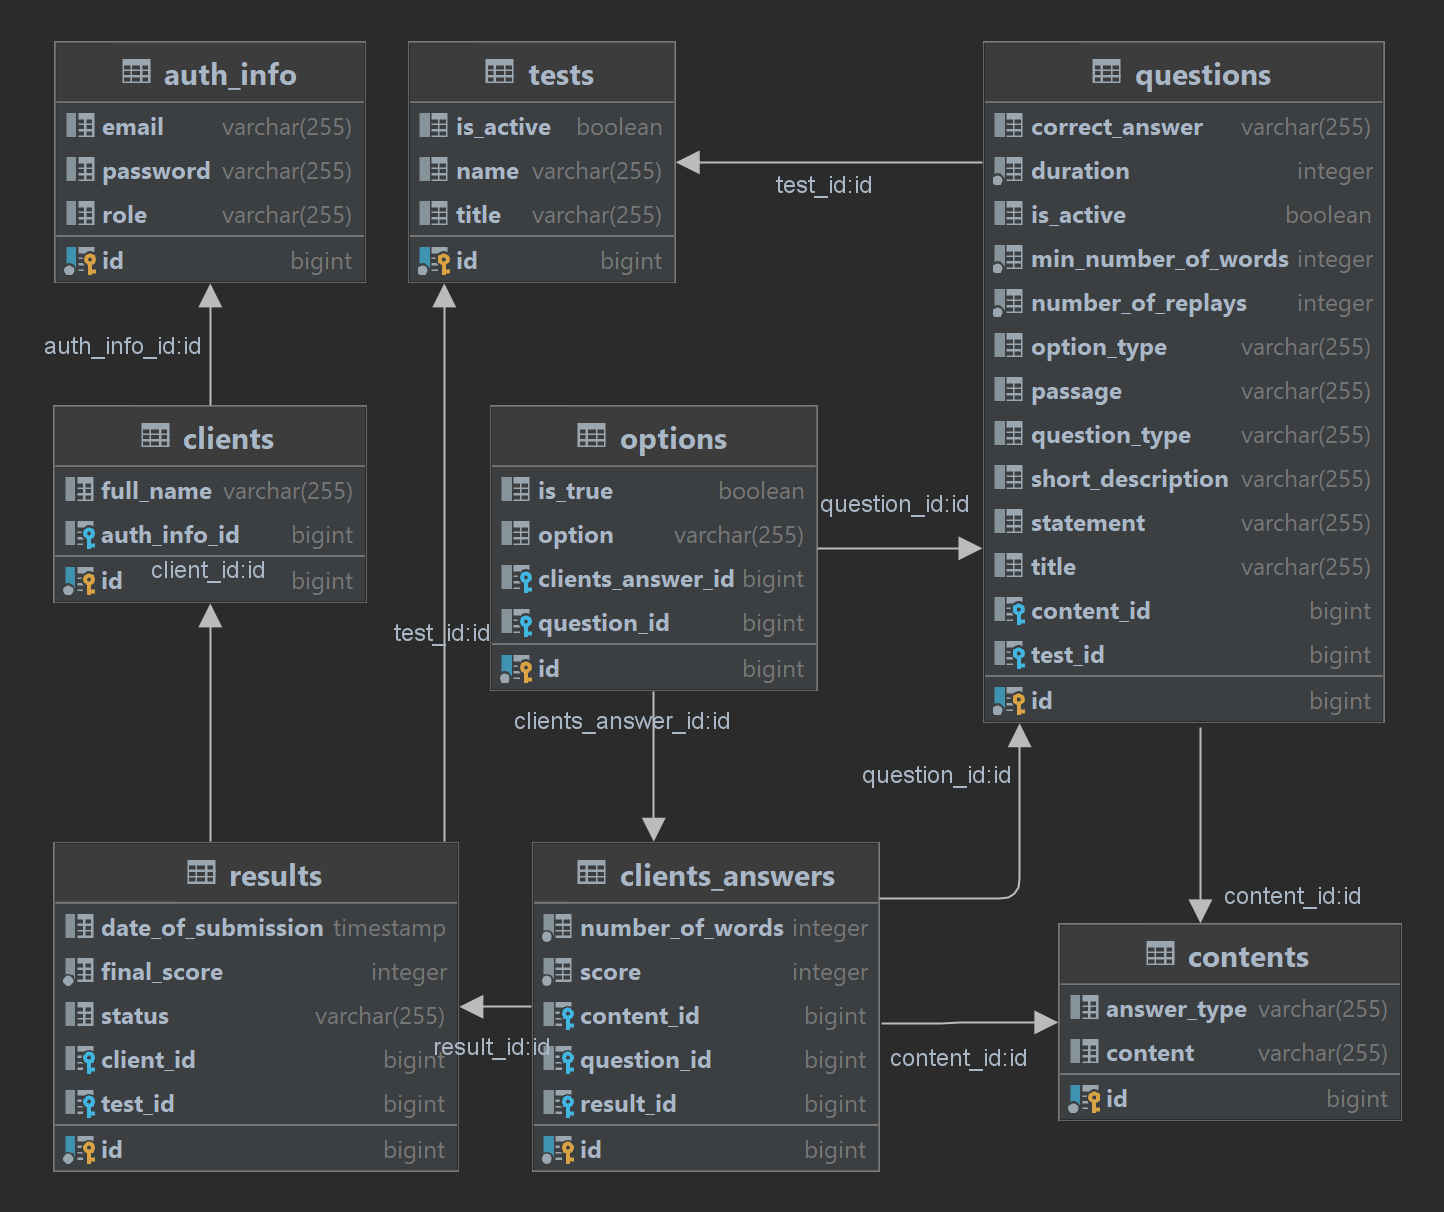 auth_info
email varchar(255)
password varchar(255)
role varchar(255)
id bigint
tests
is_active boolean
name varchar(255)
title varchar(255)
id bigint
questions
correct_answer varchar(255)
duration integer
is_active boolean
min_number_of_words integer
number_of_replays integer
option_type varchar(255)
passage varchar(255)
question_type varchar(255)
short_description varchar(255)
statement varchar(255)
title varchar(255)
content_id bigint
test_id bigint
id bigint
test_id:id
auth_info_id:id
clients
full_name varchar(255)
auth_info_id bigint
id bigint
client_id:id
test_id:id
options
is_true boolean
option varchar(255)
clients_answer_id bigint
question_id bigint
id bigint
question_id:id
clients_answer_id:id
question_id:id
results
date_of_submission timestamp
final_score integer
status varchar(255)
client_id bigint
test_id bigint
id bigint
result_id:id
clients_answers
number_of_words integer
score integer
content_id bigint
question_id bigint
result_id bigint
id bigint
content_id:id
content_id:id
contents
answer_type varchar(255)
content varchar(255)
id bigint